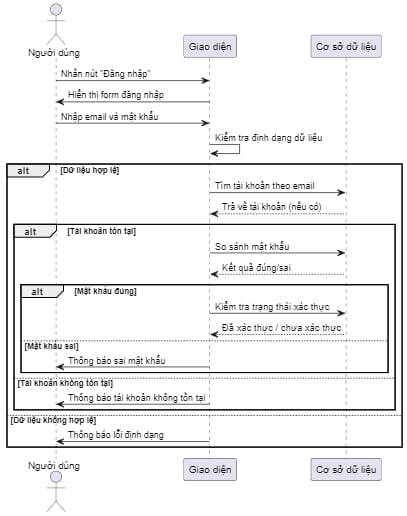 Người dùng
Giao diện
Cơ sở dữ liệu
Nhấn nút "Đăng nhập"
Hiển thị form đăng nhập
Nhập email và mật khẩu
Kiểm tra định dạng dữ liệu
alt
[Dữ liệu hợp lệ]
Tìm tài khoản theo email
Trả về tài khoản (nếu có)
alt
[Tài khoản tồn tại]
So sánh mật khẩu
Kết quả đúng/sai
alt
[Mật khẩu đúng]
Kiểm tra trạng thái xác thực
Đã xác thực / chưa xác thực
[Mật khẩu sai]
Thông báo sai mật khẩu
[Tài khoản không tồn tại]
Thông báo tài khoản không tồn tại
[Dữ liệu không hợp lệ]
Thông báo lỗi định dạng
Người dùng
Giao diện
Cơ sở dữ liệu